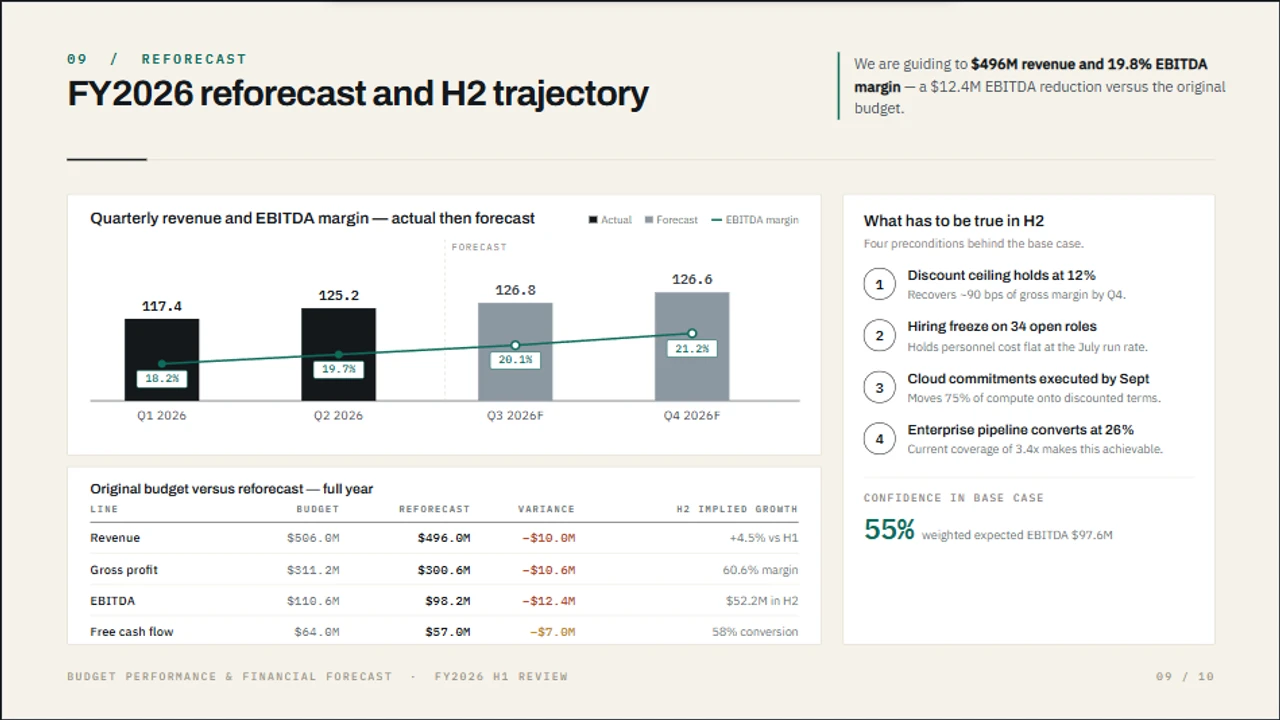 09 / REFORECAST
FY2026 reforecast and H2 trajectory
We are guiding to $496M revenue and 19.8% EBITDA
margin — a $12.4M EBITDA reduction versus the original
budget.
Quarterly revenue and EBITDA margin — actual then forecast
Actual Forecast EBITDA margin
FORECAST
117.4 125.2 126.8 126.6
18.2% 19.7% 20.1% 21.2%
Q1 2026 Q2 2026 Q3 2026F Q4 2026F
Original budget versus reforecast — full year
LINE BUDGET REFORECAST VARIANCE H2 IMPLIED GROWTH
Revenue $506.0M $496.0M −$10.0M +4.5% vs H1
Gross profit $311.2M $300.6M −$10.6M 60.6% margin
EBITDA $110.6M $98.2M −$12.4M $52.2M in H2
Free cash flow $64.0M $57.0M −$7.0M 58% conversion
What has to be true in H2
Four preconditions behind the base case.
1 Discount ceiling holds at 12%
Recovers ~90 bps of gross margin by Q4.
2 Hiring freeze on 34 open roles
Holds personnel cost flat at the July run rate.
3 Cloud commitments executed by Sept
Moves 75% of compute onto discounted terms.
4 Enterprise pipeline converts at 26%
Current coverage of 3.4x makes this achievable.
CONFIDENCE IN BASE CASE
55% weighted expected EBITDA $97.6M
BUDGET PERFORMANCE & FINANCIAL FORECAST · FY2026 H1 REVIEW
09 / 10